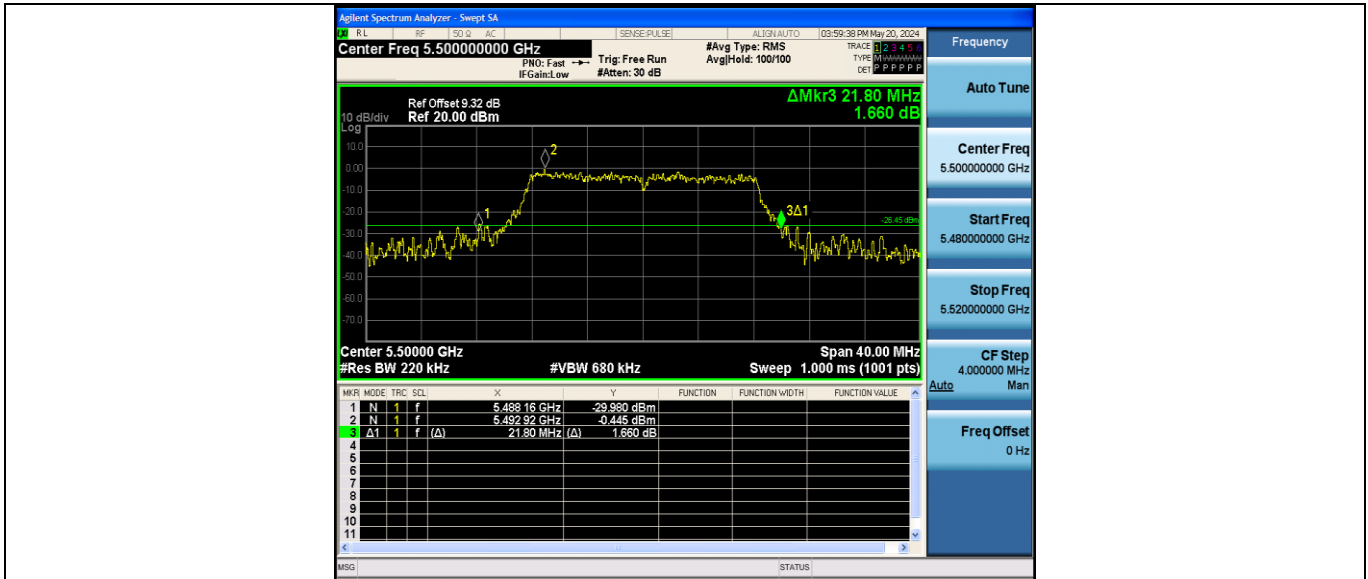 Agilent Spectrum Analyzer - Swept SA
RL RF 50 Ω AC SENSE:PULSE ALIGN AUTO 03:59:38 PM May 20, 2024
Center Freq 5.500000000 GHz
PNO: Fast
IFGain:Low
Trig: Free Run
#Atten: 30 dB
#Avg Type: RMS
Avg|Hold: 100/100
TRACE 1 2 3 4 5 6
TYPE M
DET P P P P P P
ΔMkr3 21.80 MHz
1.660 dB
Ref Offset 9.32 dB
10 dB/div Ref 20.00 dBm
Log
10.0
0.00
-10.0
-20.0
-30.0
-40.0
-50.0
-60.0
-70.0
1
2
3Δ1
-26.45 dBm
Center 5.50000 GHz Span 40.00 MHz
#Res BW 220 kHz #VBW 680 kHz Sweep 1.000 ms (1001 pts)
MKR MODE TRC SCL X Y FUNCTION FUNCTION WIDTH FUNCTION VALUE
1 N 1 f 5.488 16 GHz -29.980 dBm
2 N 1 f 5.492 92 GHz -0.445 dBm
3 Δ1 1 f (Δ) 21.80 MHz (Δ) 1.660 dB
4
5
6
7
8
9
10
11
MSG STATUS
Frequency
Auto Tune
Center Freq
5.500000000 GHz
Start Freq
5.480000000 GHz
Stop Freq
5.520000000 GHz
CF Step
4.000000 MHz
Auto Man
Freq Offset
0 Hz